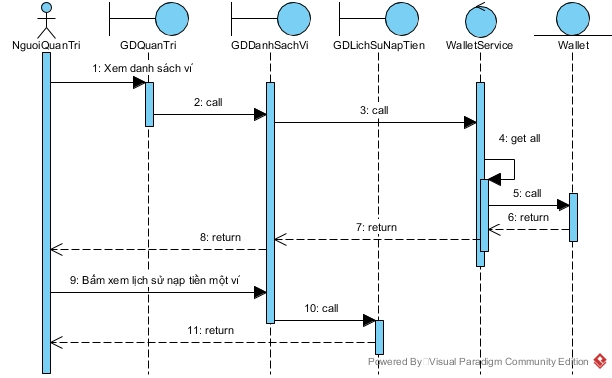 NguoiQuanTri
GDQuanTri
GDDanhSachVi
GDLichSuNapTien
WalletService
Wallet
1: Xem danh sách ví
2: call
3: call
4: get all
5: call
6: return
7: return
8: return
9: Bấm xem lịch sử nạp tiền một ví
10: call
11: return
Powered By Visual Paradigm Community Edition